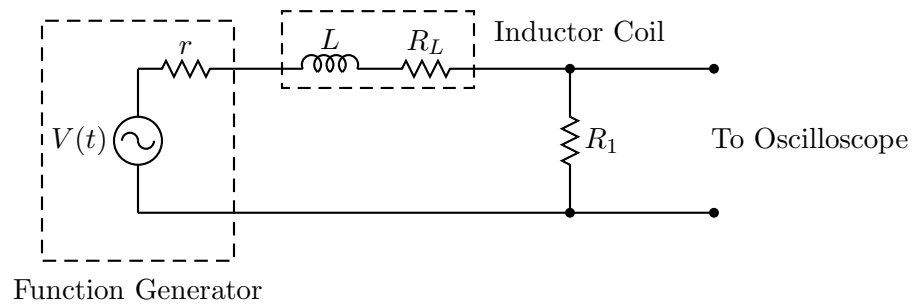 Inductor Coil
r
L
R_L
V(t)
R_1
To Oscilloscope
Function Generator